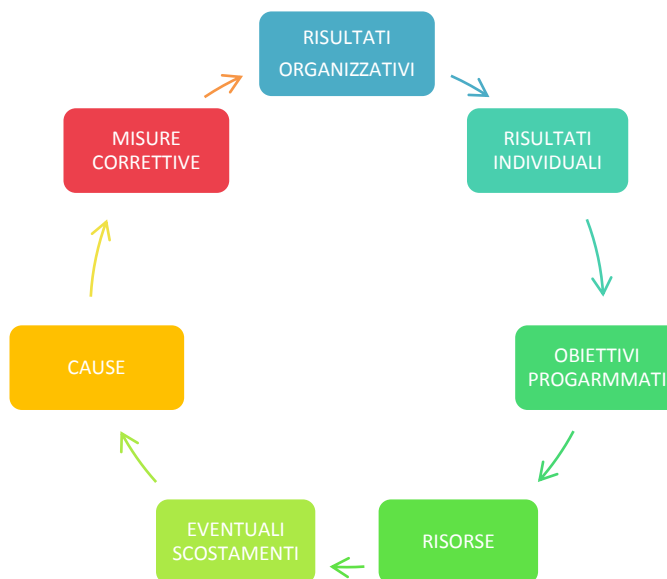 RISULTATI
ORGANIZZATIVI
RISULTATI
INDIVIDUALI
OBIETTIVI
PROGARMMATI
RISORSE
EVENTUALI
SCOSTAMENTI
CAUSE
MISURE
CORRETTIVE